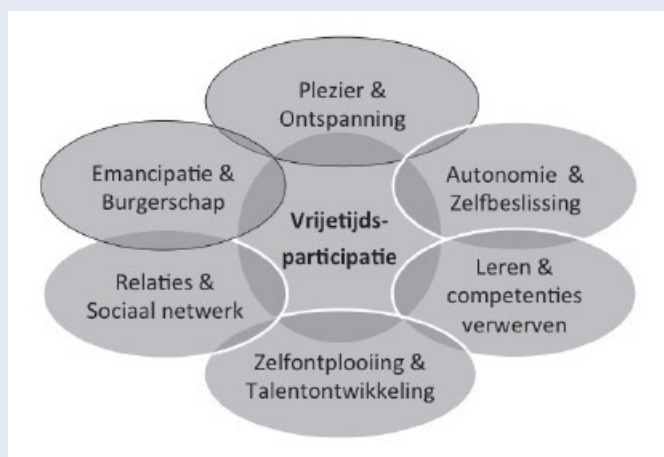 Plezier &
Ontspanning
Emancipatie &
Burgerschap
Autonomie &
Zelfbeslissing
Vrijetijds-
participatie
Relaties &
Sociaal netwerk
Leren &
competenties
verwerven
Zelfontplooiing &
Talentontwikkeling